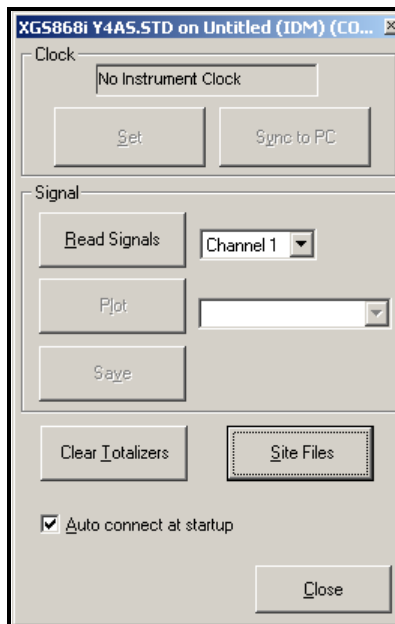 XGS868i Y4AS.STD on Untitled (IDM) (CO...
Clock
No Instrument Clock
Set
Sync to PC
Signal
Read Signals
Channel 1
Plot
Save
Clear Totalizers
Site Files
Auto connect at startup
Close